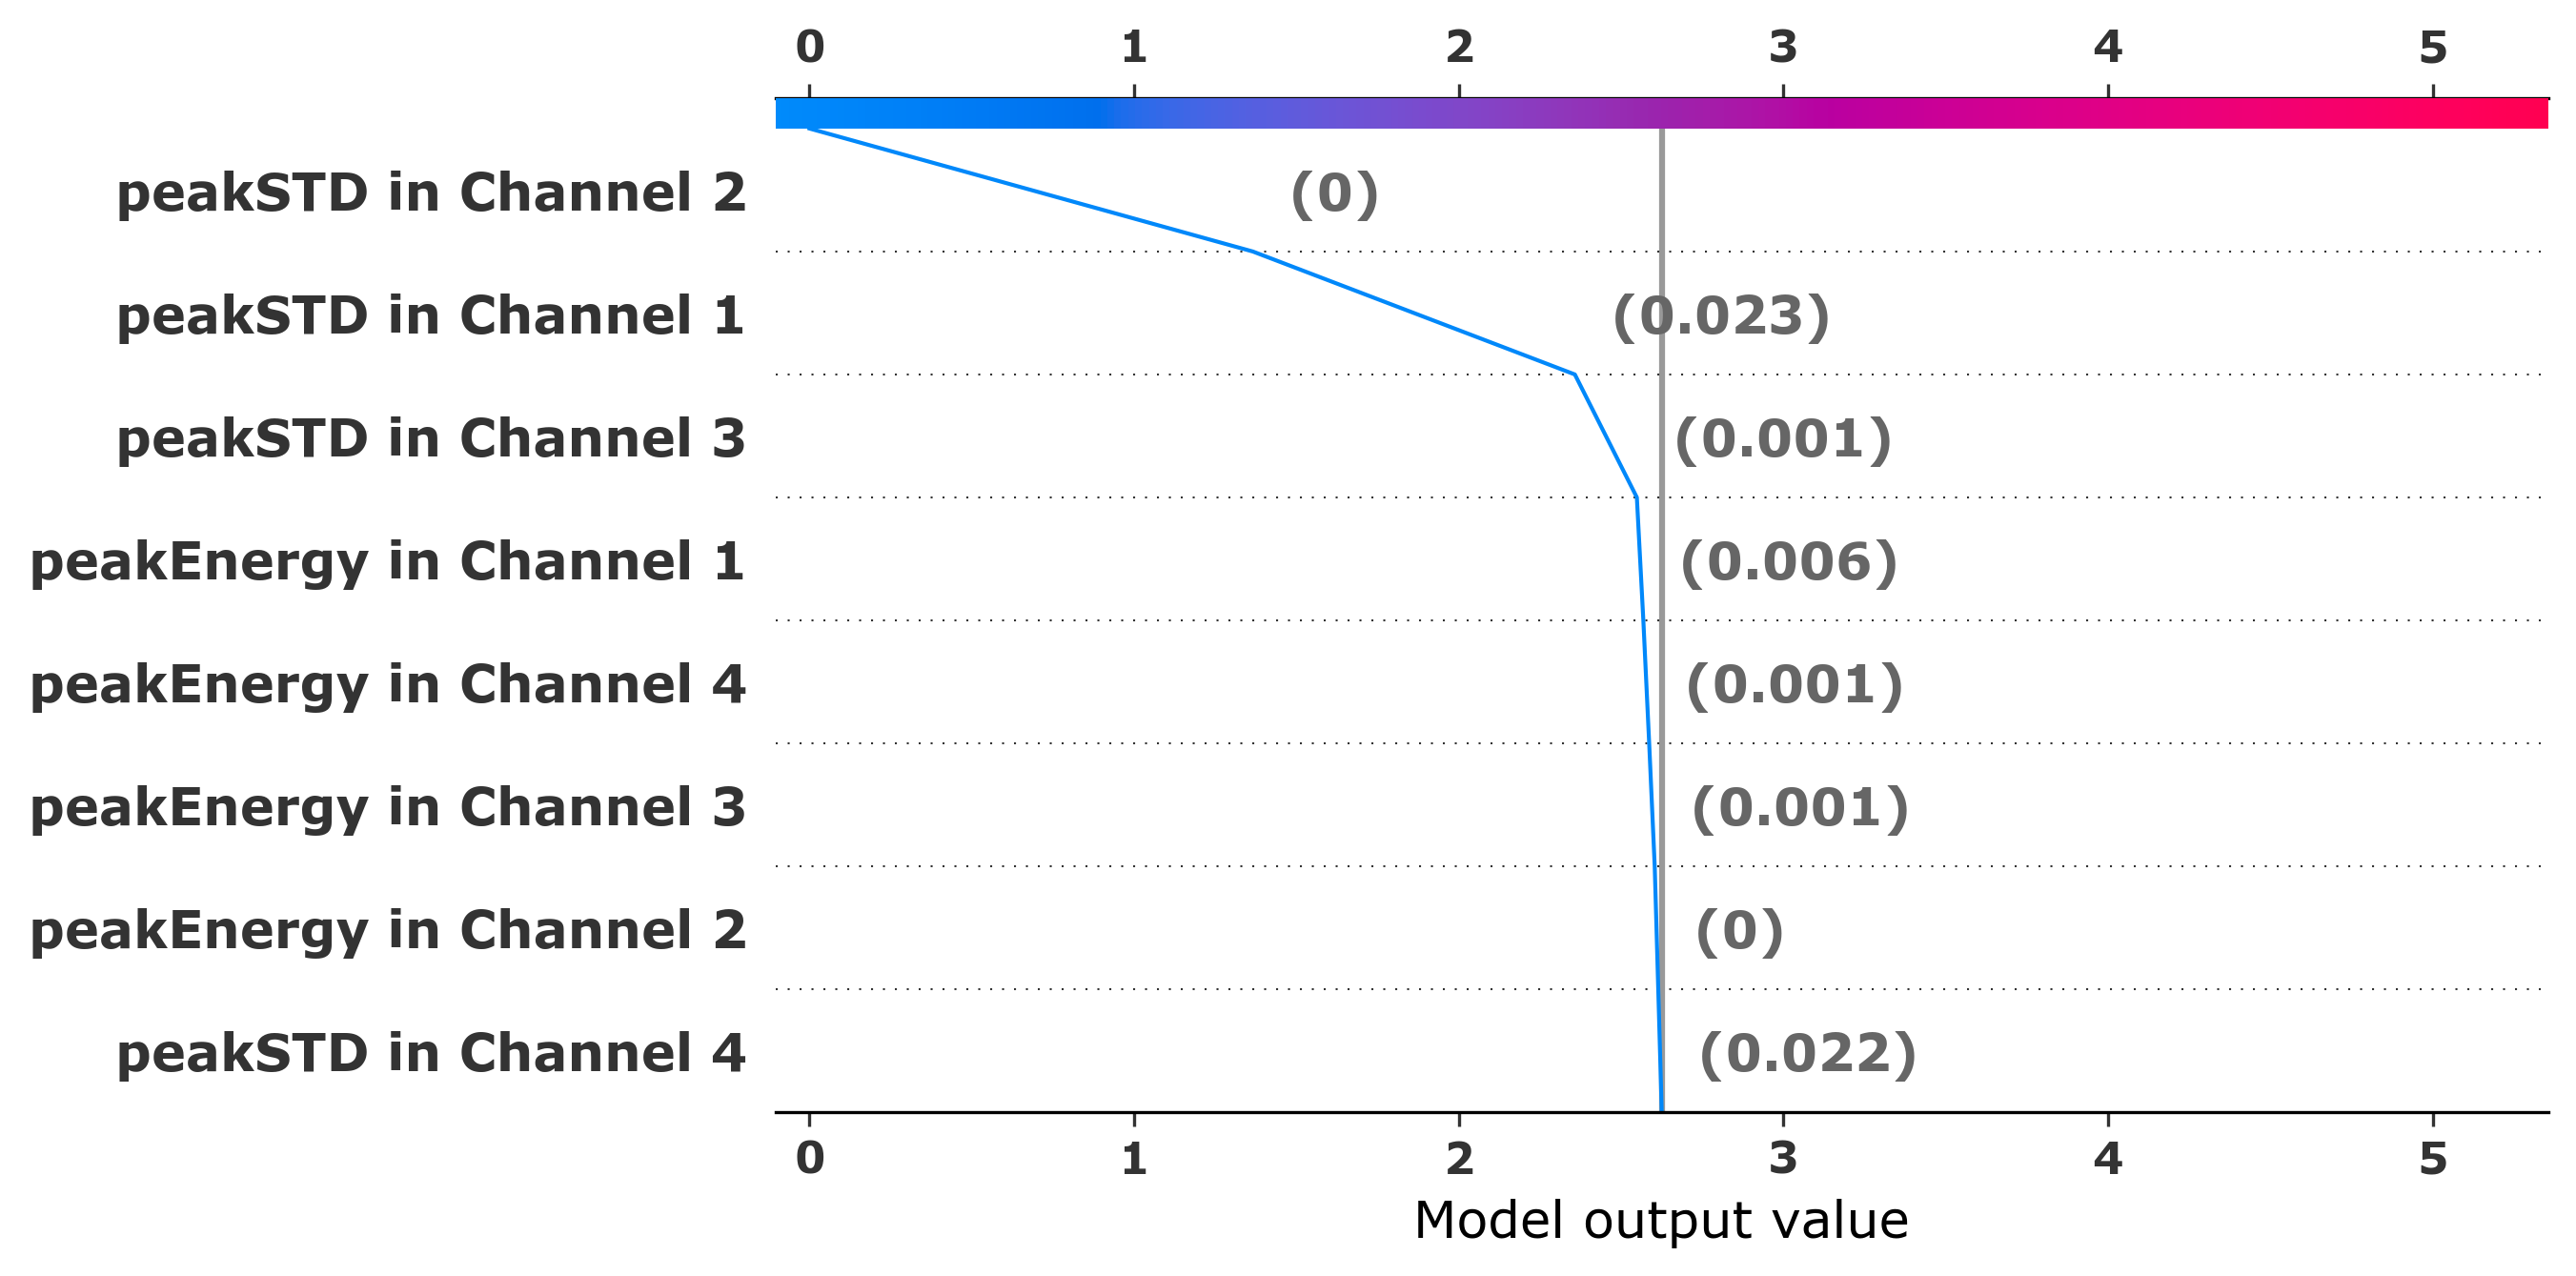 0 1 2 3 4 5
peakSTD in Channel 2 (0)
peakSTD in Channel 1 (0.023)
peakSTD in Channel 3 (0.001)
peakEnergy in Channel 1 (0.006)
peakEnergy in Channel 4 (0.001)
peakEnergy in Channel 3 (0.001)
peakEnergy in Channel 2 (0)
peakSTD in Channel 4 (0.022)
0 1 2 3 4 5
Model output value